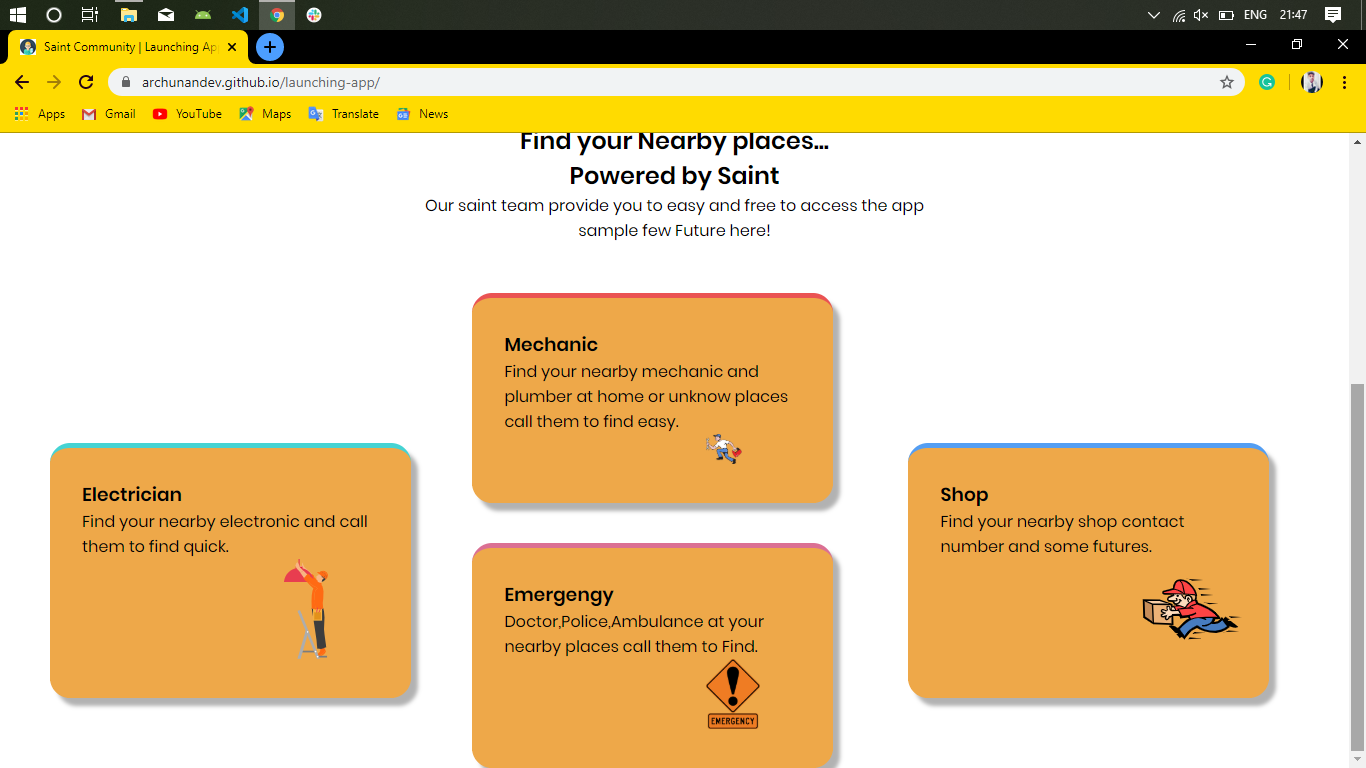 ENG 21:47
Saint Community | Launching Ap
archunandev.github.io/launching-app/
Apps Gmail YouTube Maps Translate News
Find your Nearby places...
Powered by Saint
Our saint team provide you to easy and free to access the app
sample few Future here!
Mechanic
Find your nearby mechanic and
plumber at home or unknow places
call them to find easy.
Electrician
Find your nearby electronic and call
them to find quick.
Shop
Find your nearby shop contact
number and some futures.
Emergengy
Doctor,Police,Ambulance at your
nearby places call them to Find.
EMERGENCY